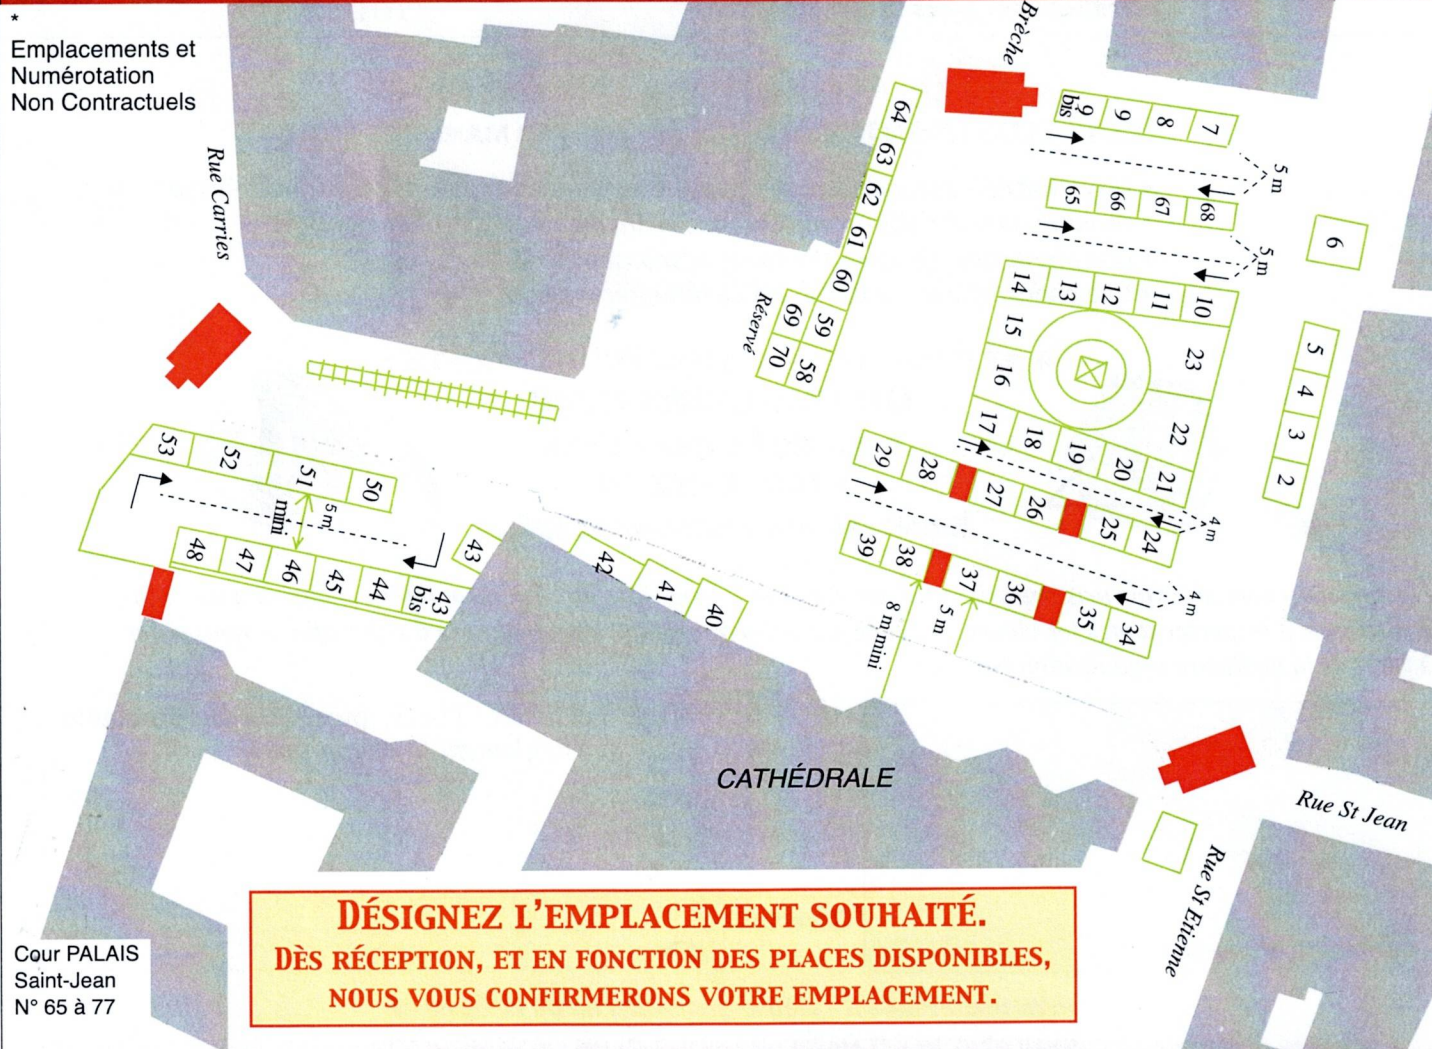 *
Emplacements et
Numérotation
Non Contractuels
Rue Carries
Brèche
64
63
62
61
60
59
58
69
70
Réservé
9 bis
9
8
7
5 m
65
66
67
68
5 m
6
14
13
12
11
10
15
16
23
22
17
18
19
20
21
5
4
3
2
29
28
27
26
25
24
4 m
39
38
37
36
35
34
4 m
8 m mini
5 m
53
52
51
50
5 m
mini
48
47
46
45
44
43 bis
43
42
41
40
CATHÉDRALE
Rue St Jean
Rue St Etienne
DÉSIGNEZ L'EMPLACEMENT SOUHAITÉ.
DÈS RÉCEPTION, ET EN FONCTION DES PLACES DISPONIBLES,
NOUS VOUS CONFIRMERONS VOTRE EMPLACEMENT.
Cour PALAIS
Saint-Jean
N° 65 à 77